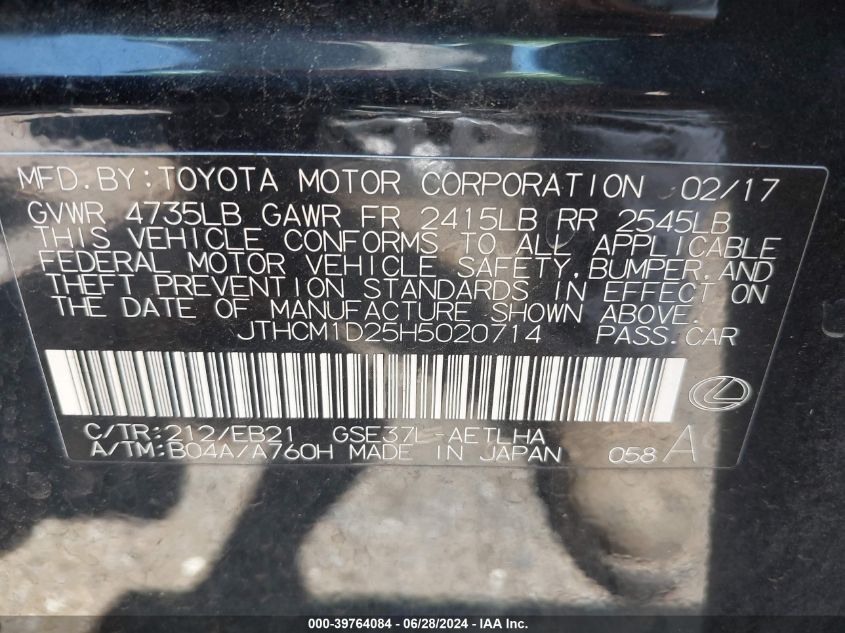 MFD. BY: TOYOTA MOTOR CORPORATION 02/17
GVWR 4735LB GAWR FR 2415LB RR 2545LB
THIS VEHICLE CONFORMS TO ALL APPLICABLE
FEDERAL MOTOR VEHICLE SAFETY, BUMPER, AND
THEFT PREVENTION STANDARDS IN EFFECT ON
THE DATE OF MANUFACTURE SHOWN ABOVE.
JTHCM1D25H5020714 PASS. CAR
C/TR: 212/EB21 GSE37L-AETLHA
A/TM: B04A/A760H MADE IN JAPAN 058 A
000-39764084 - 06/28/2024 - IAA Inc.